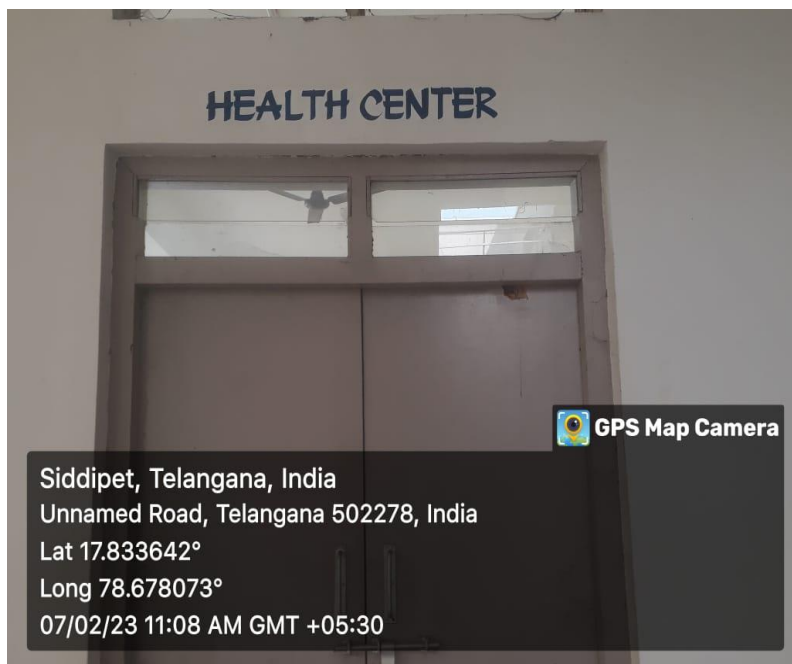 HEALTH CENTER
GPS Map Camera
Siddipet, Telangana, India
Unnamed Road, Telangana 502278, India
Lat 17.833642°
Long 78.678073°
07/02/23 11:08 AM GMT +05:30